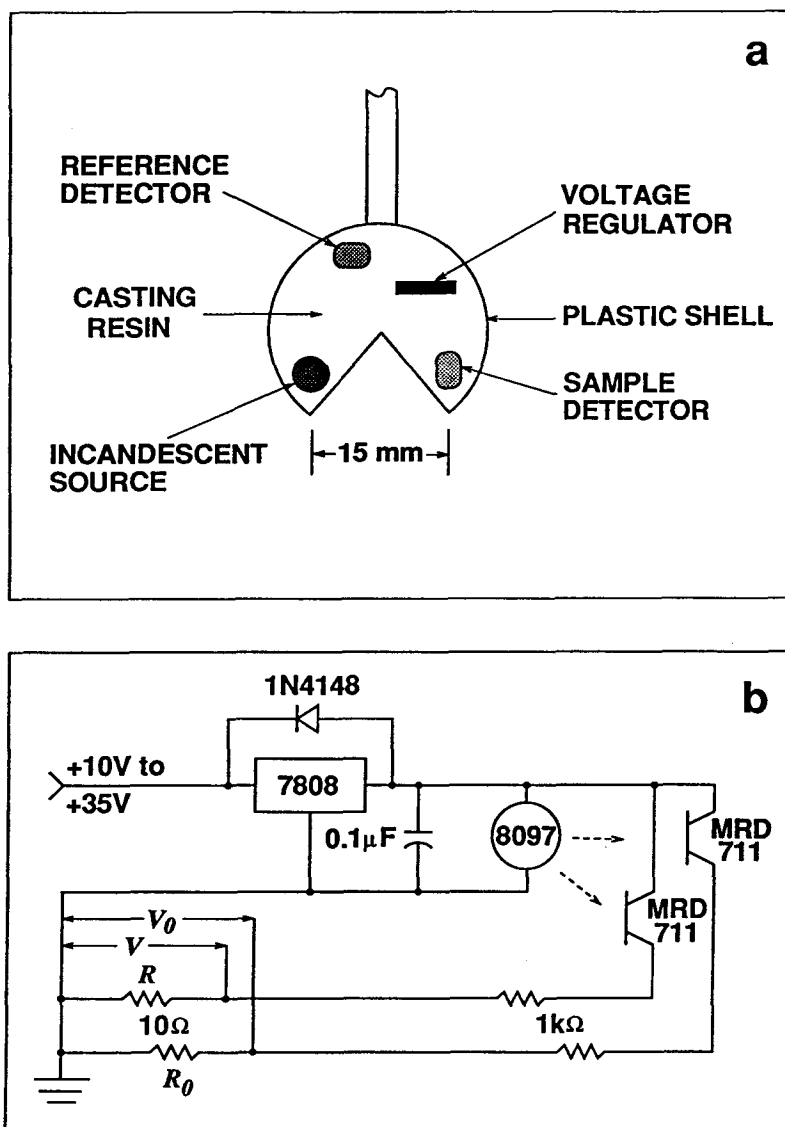 a
REFERENCE
DETECTOR
VOLTAGE
REGULATOR
CASTING
RESIN
PLASTIC SHELL
SAMPLE
DETECTOR
INCANDESCENT
SOURCE
15 mm
b
1N4148
+10V to
+35V
7808
0.1µF
8097
MRD
711
MRD
711
V₀
V
R
10Ω
1kΩ
R₀